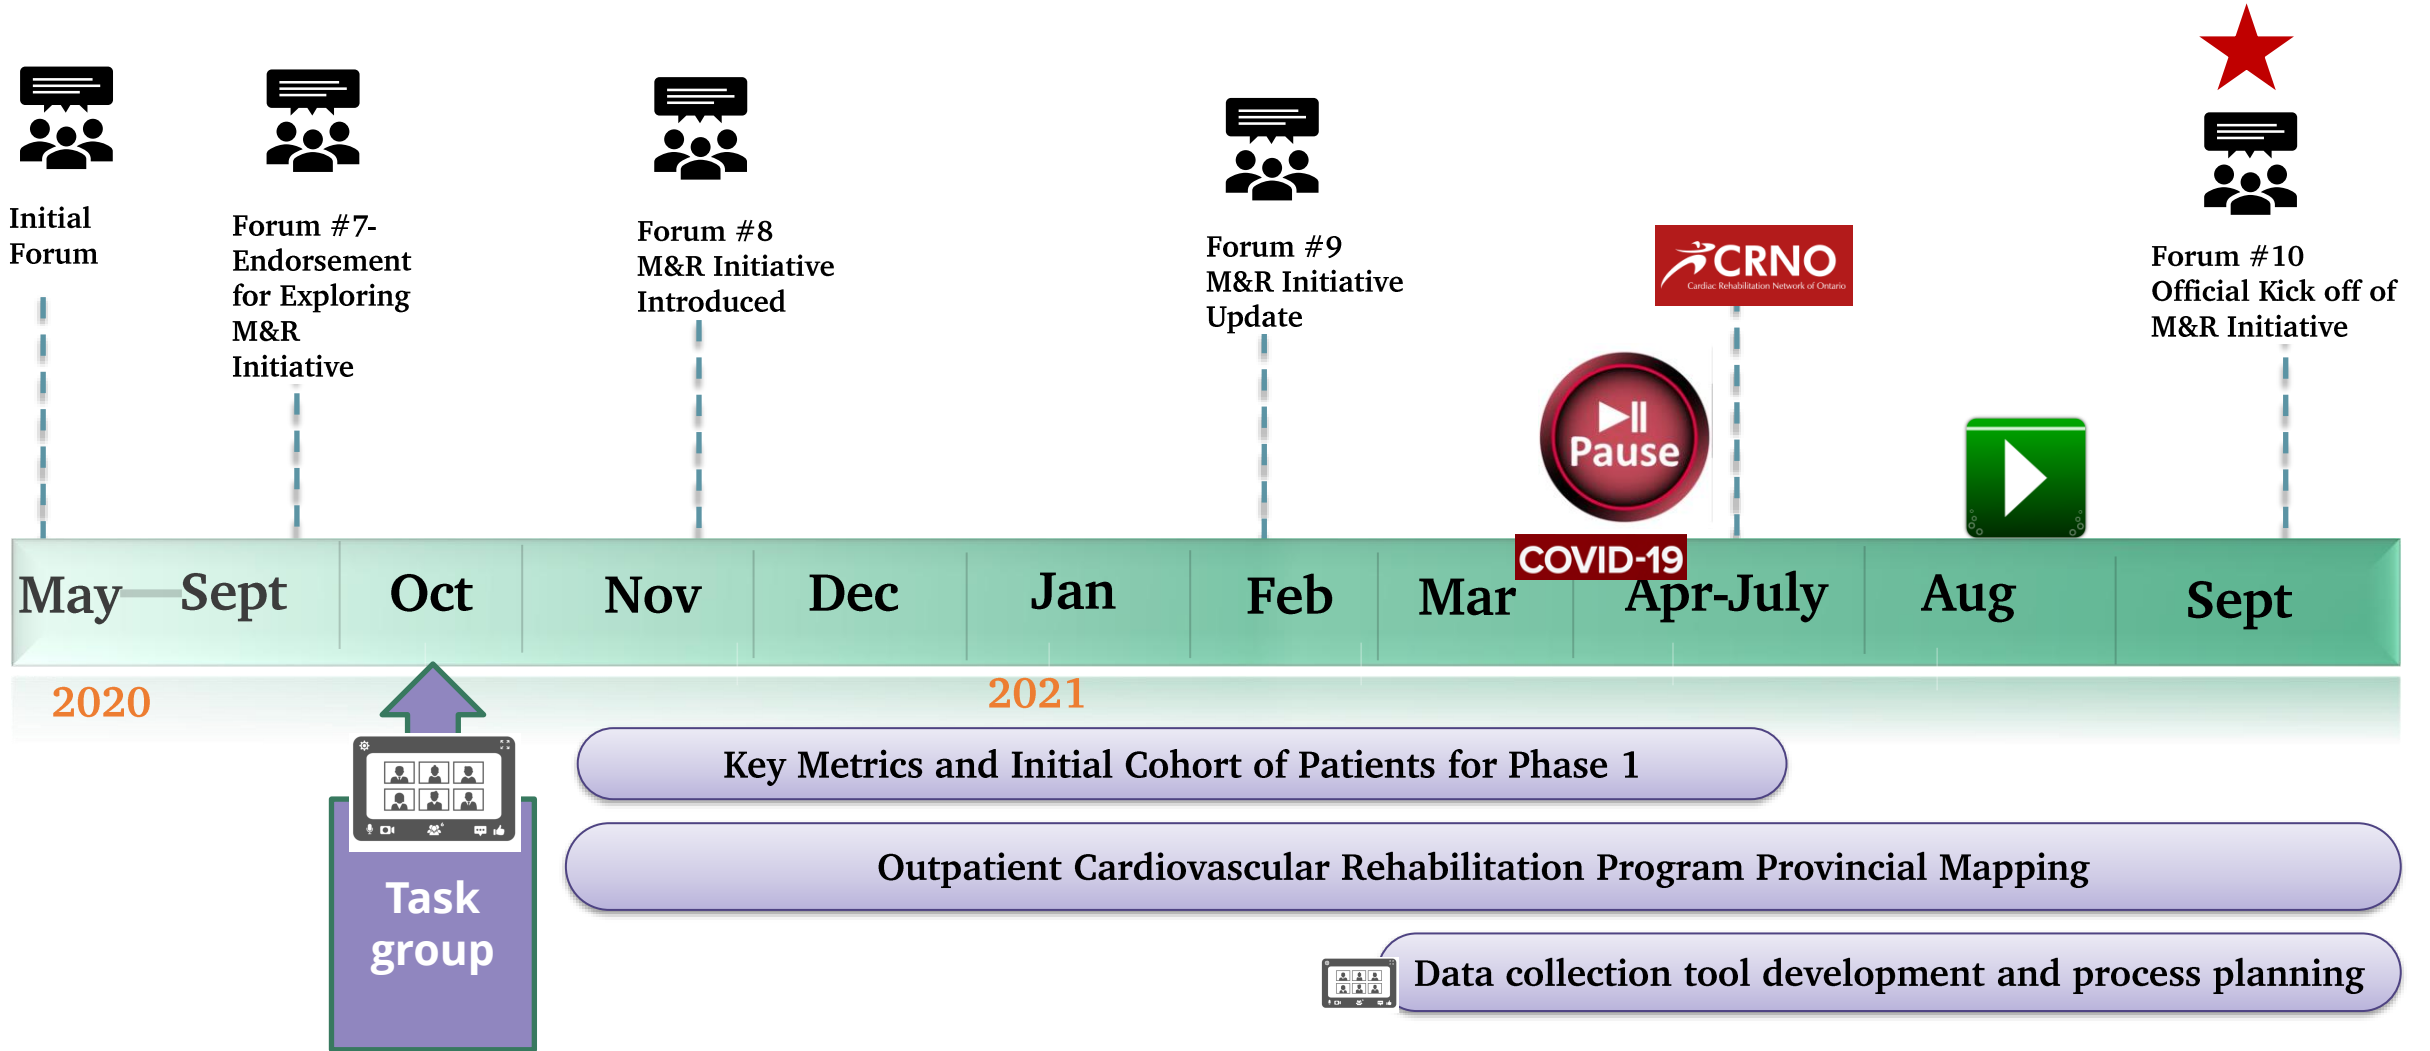 Initial
Forum
Forum #7-
Endorsement
for Exploring
M&R
Initiative
Forum #8
M&R Initiative
Introduced
Forum #9
M&R Initiative
Update
CRNO
Cardiac Rehabilitation Network of Ontario
Forum #10
Official Kick off of
M&R Initiative
Pause
COVID-19
May—Sept
Oct
Nov
Dec
Jan
Feb
Mar
Apr-July
Aug
Sept
2020
2021
Key Metrics and Initial Cohort of Patients for Phase 1
Outpatient Cardiovascular Rehabilitation Program Provincial Mapping
Task
group
Data collection tool development and process planning